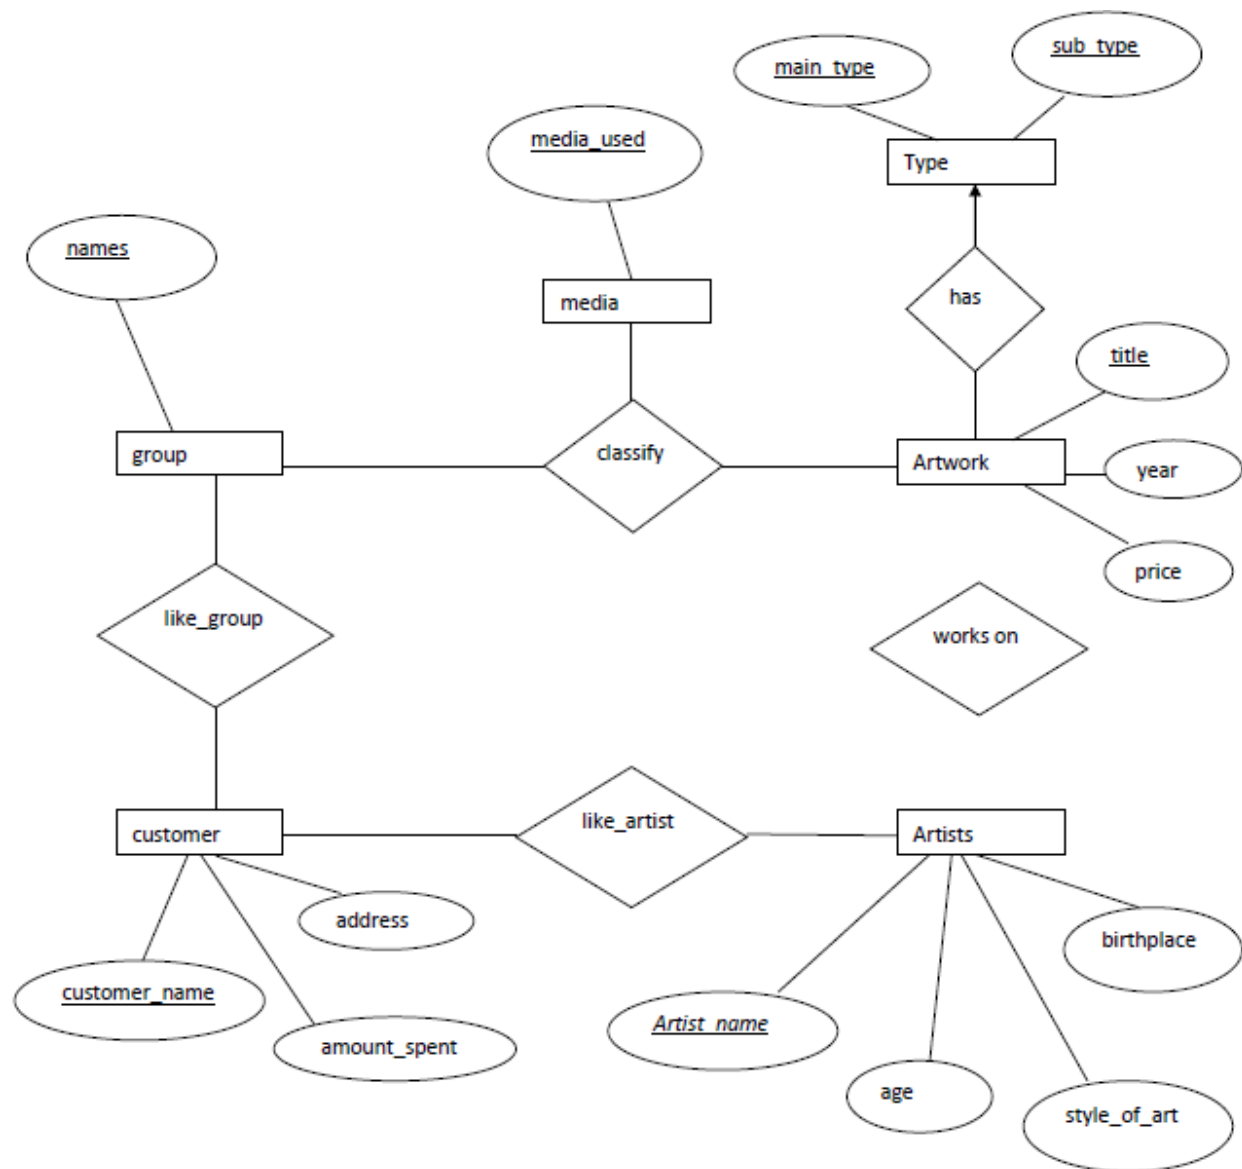 sub_type
main_type
media_used
Type
names
media
has
title
group
classify
Artwork
year
price
like_group
works on
customer
like_artist
Artists
address
birthplace
customer_name
Artist_name
amount_spent
age
style_of_art